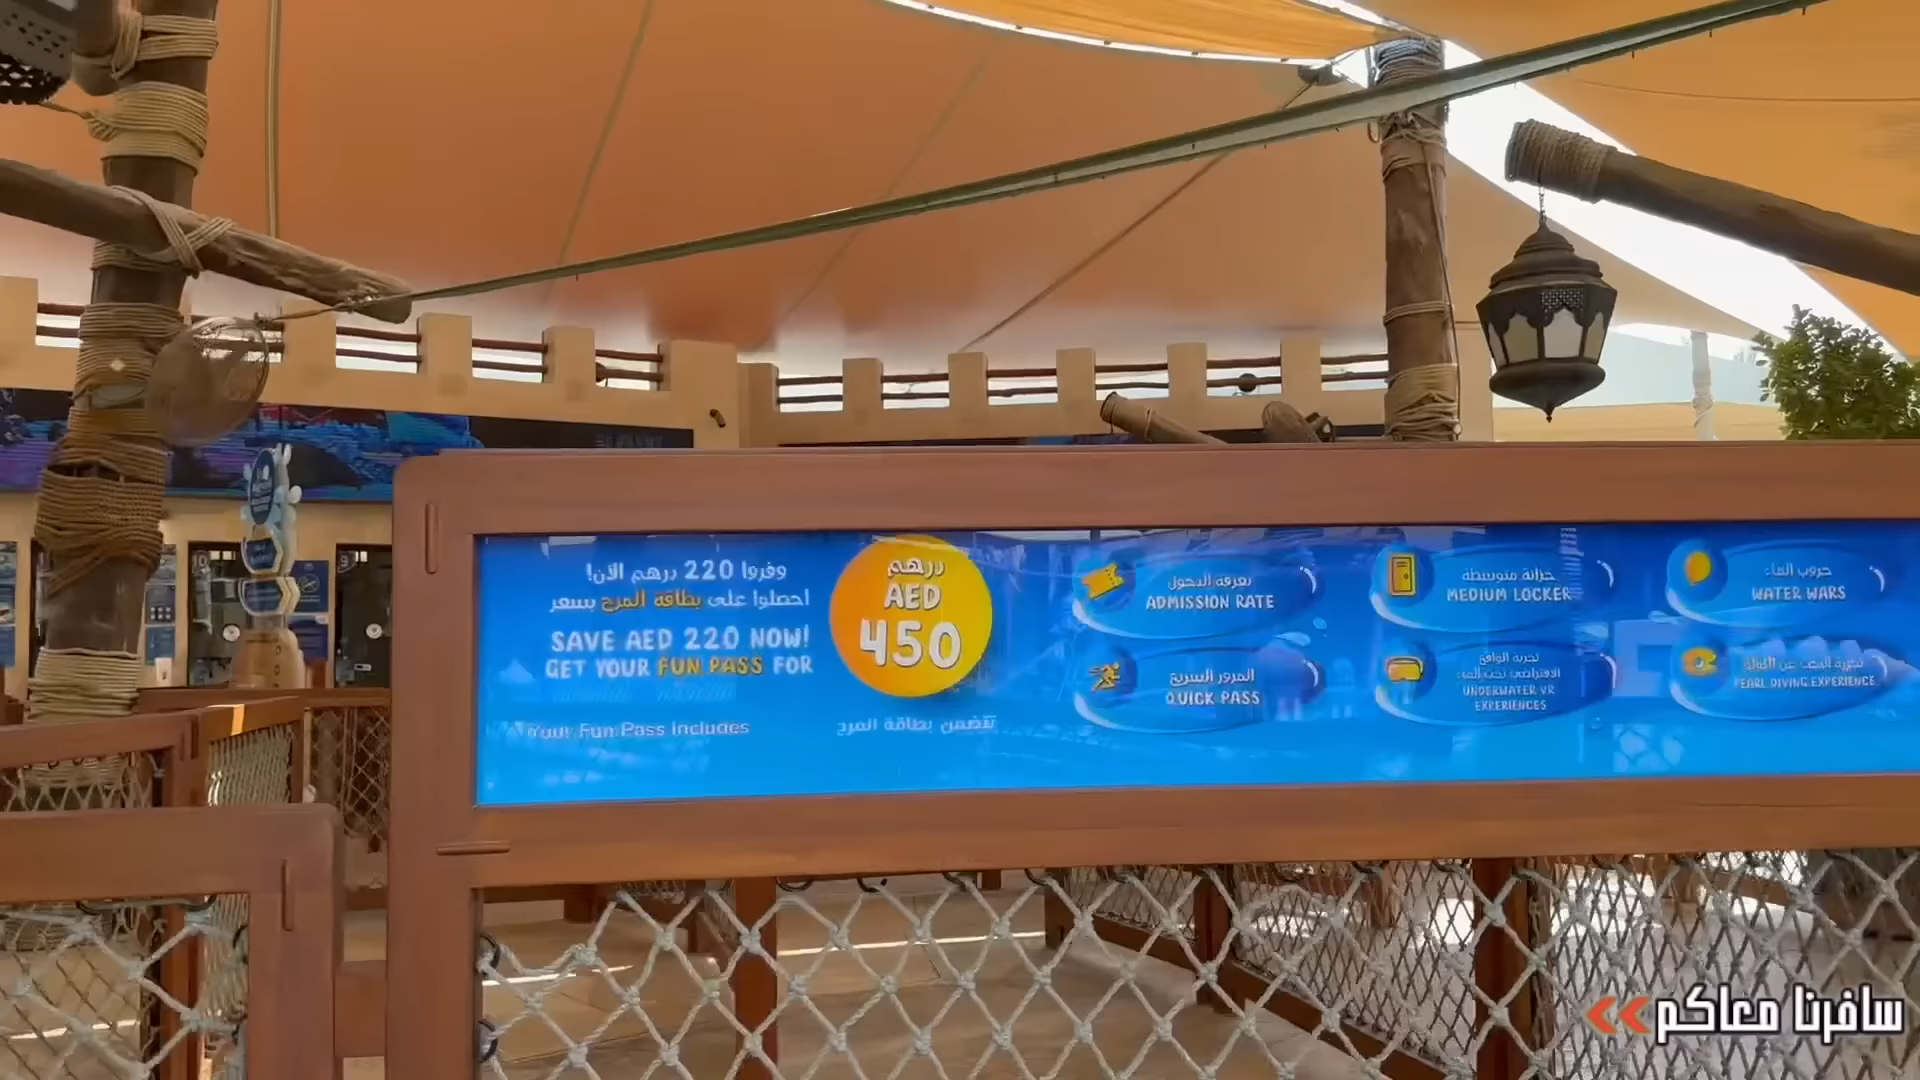 وفروا 220 درهم الآن!
احصلوا على بطاقة المرح بسعر
SAVE AED 220 NOW!
GET YOUR FUN PASS FOR
درهم
AED
450
Your Fun Pass Includes
تتضمن بطاقة المرح
تعرفة الدخول
ADMISSION RATE
خزانة متوسطة
MEDIUM LOCKER
حروب الماء
WATER WARS
المرور السريع
QUICK PASS
تجربة الواقع
الافتراضي تحت الماء
UNDERWATER VR
EXPERIENCES
تجربة البحث عن اللؤلؤ
PEARL DIVING EXPERIENCE
10
9
سافرنا معاكم